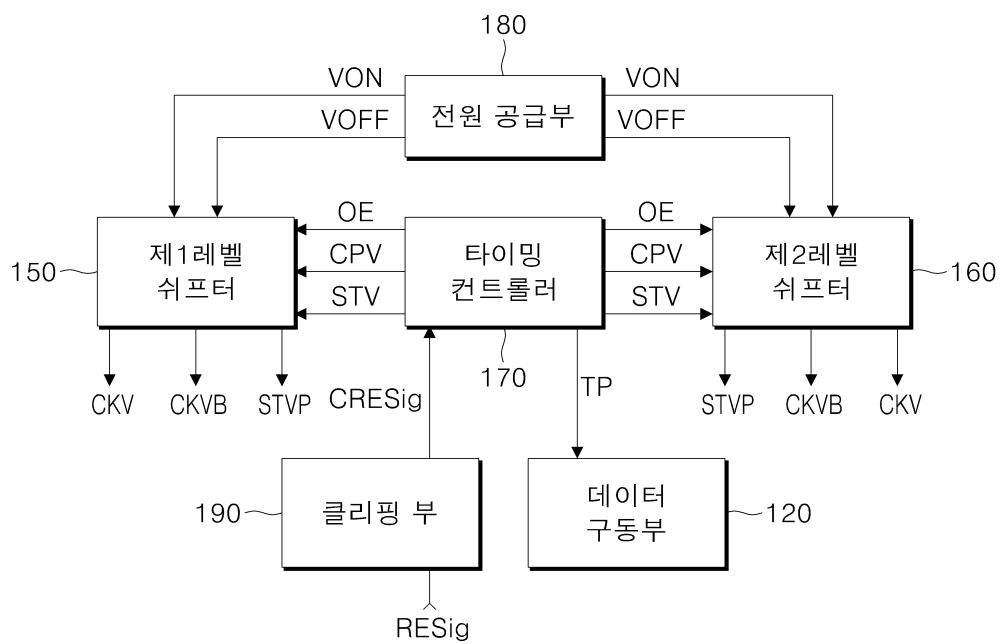 180
VON
VON
전원 공급부
VOFF
VOFF
OE
OE
제1레벨
쉬프터
CPV
타이밍
컨트롤러
CPV
제2레벨
쉬프터
150
160
STV
STV
170
CKV
CKVB
STVP
CRESig
TP
STVP
CKVB
CKV
190
클리핑 부
데이터
구동부
120
RESig